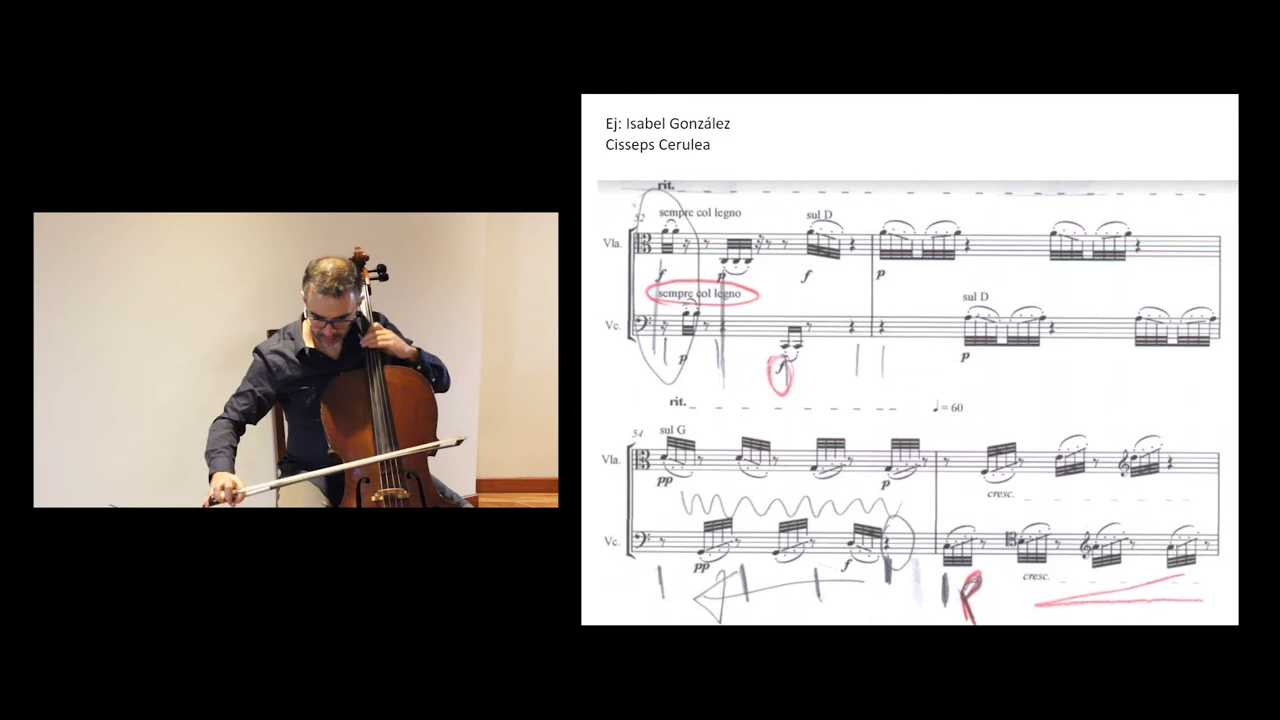 Ej: Isabel González
Cisseps Cerulea
rit.
52
sempre col legno
sul D
Vla.
f p f p
sempre col legno
sul D
Vc.
p f p
rit.
♩ = 60
54
sul G
Vla.
pp p cresc.
Vc.
pp f
cresc.
p